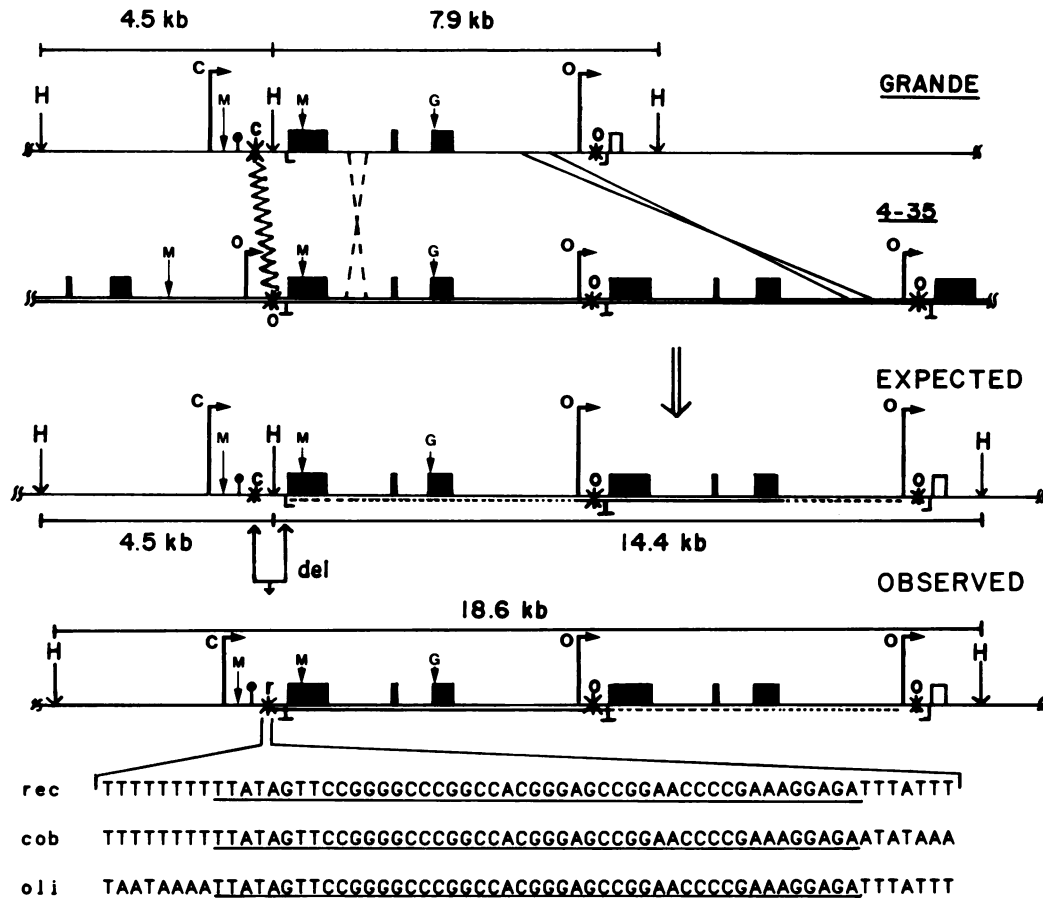 4.5 kb 7.9 kb
H C M C H M G O O H GRANDE
M O O M G O O O O 4-35
EXPECTED
H C M C H M G O O O O H
4.5 kb 14.4 kb
del
OBSERVED
18.6 kb
H C M r M G O O O O H
rec TTTTTTTTTTATAGTTCCGGGGCCCGGCCACGGGAGCCGGAACCCCGAAAGGAGATTTATTT
cob TTTTTTTTTTATAGTTCCGGGGCCCGGCCACGGGAGCCGGAACCCCGAAAGGAGAATATAAA
oli TAATAAAATTATAGTTCCGGGGCCCGGCCACGGGAGCCGGAACCCCGAAAGGAGATTTATTT